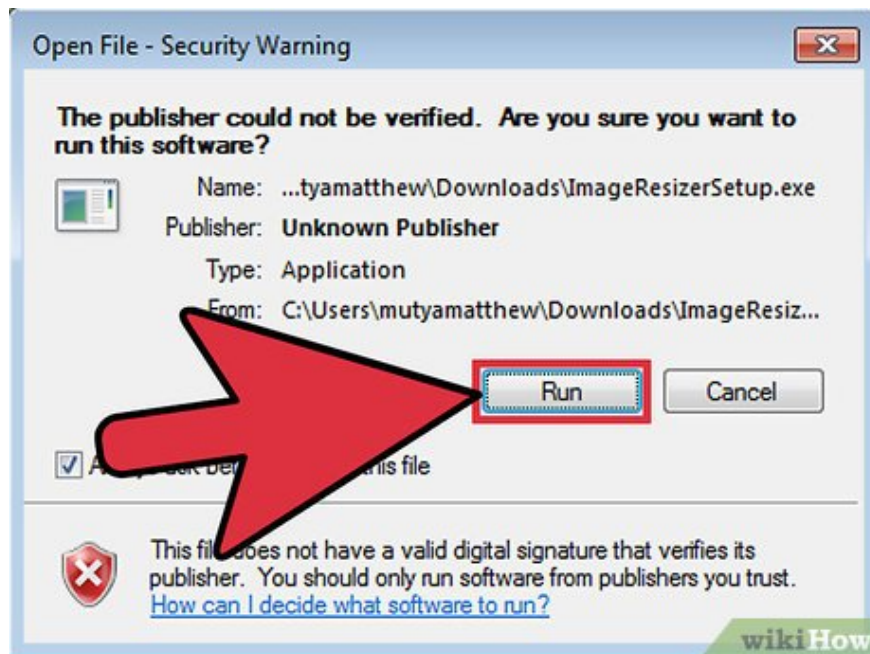 Open File - Security Warning
The publisher could not be verified. Are you sure you want to
run this software?
Name: ...tyamatthew\Downloads\ImageResizerSetup.exe
Publisher: Unknown Publisher
Type: Application
From: C:\Users\mutyamatthew\Downloads\ImageResiz...
Run Cancel
this file
This file does not have a valid digital signature that verifies its
publisher. You should only run software from publishers you trust.
How can I decide what software to run?
wikiHow